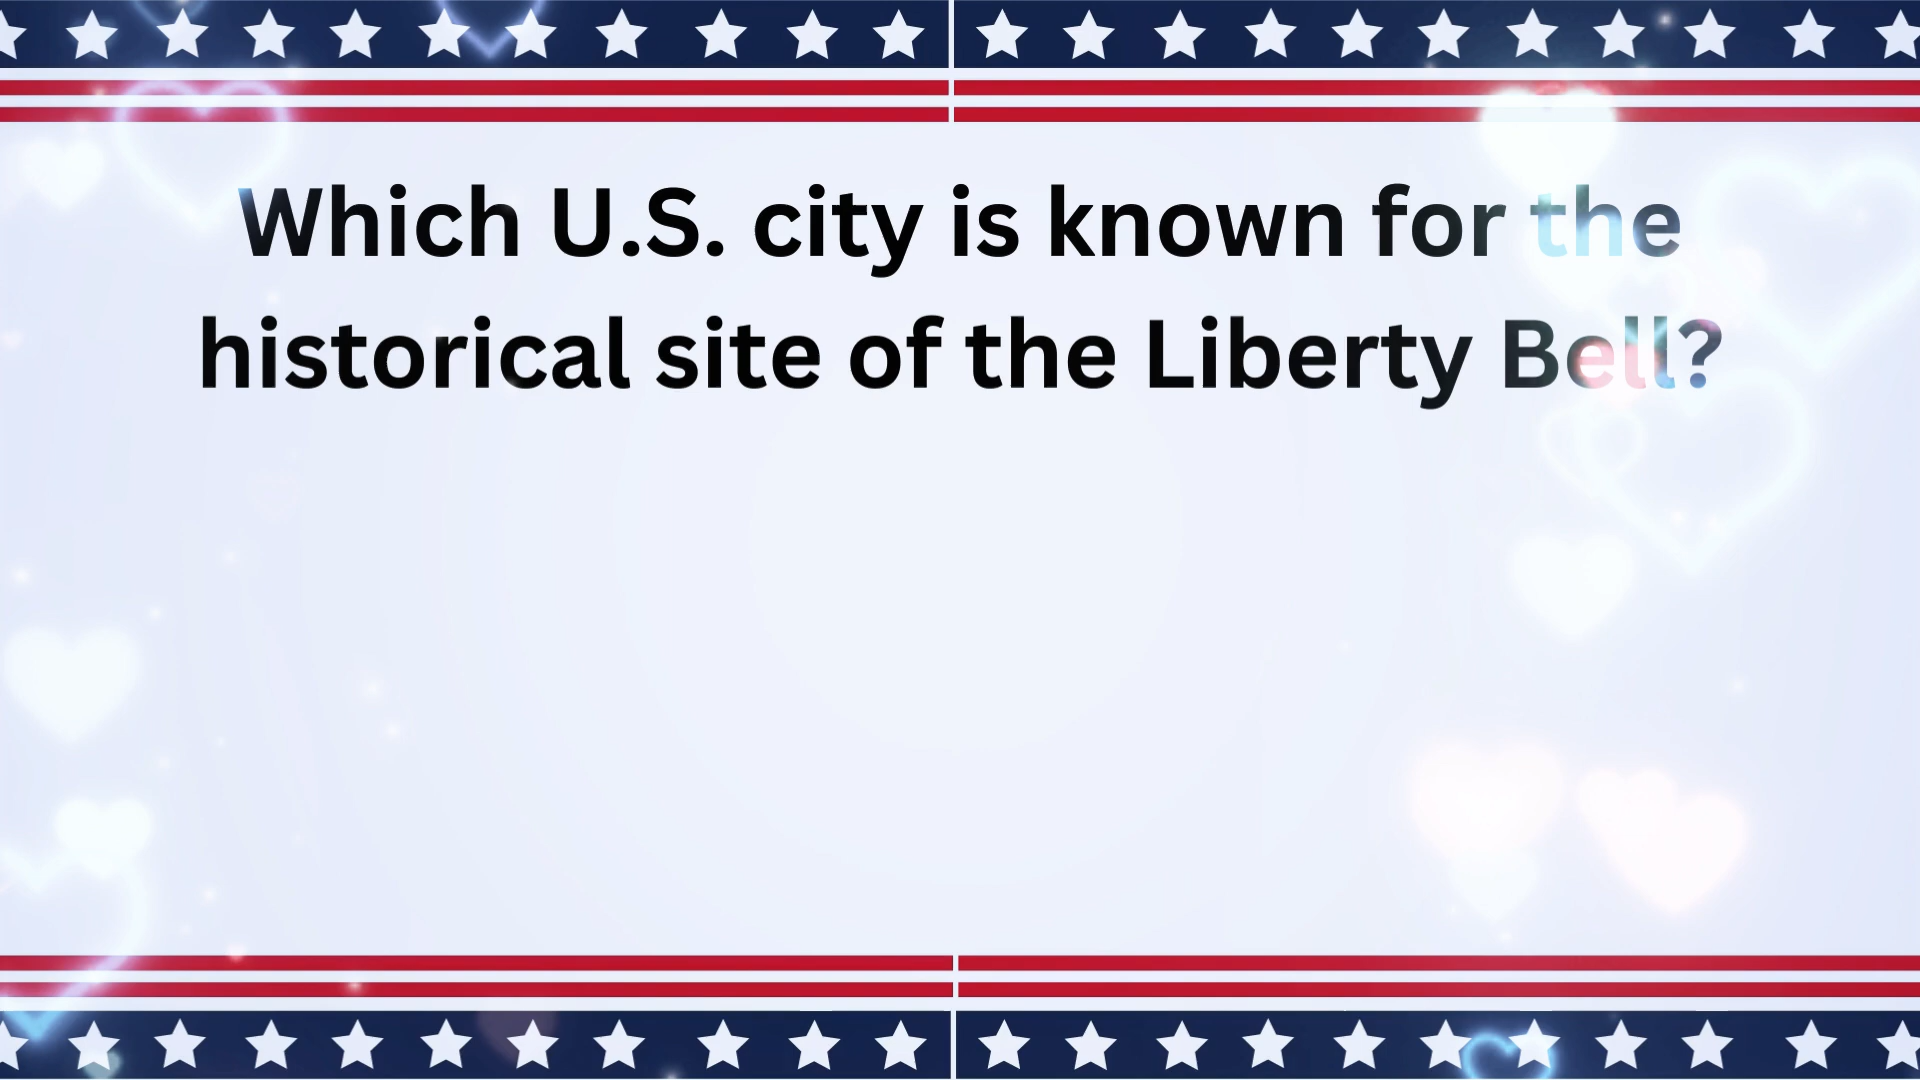 Which U.S. city is known for the
historical site of the Liberty Bell?